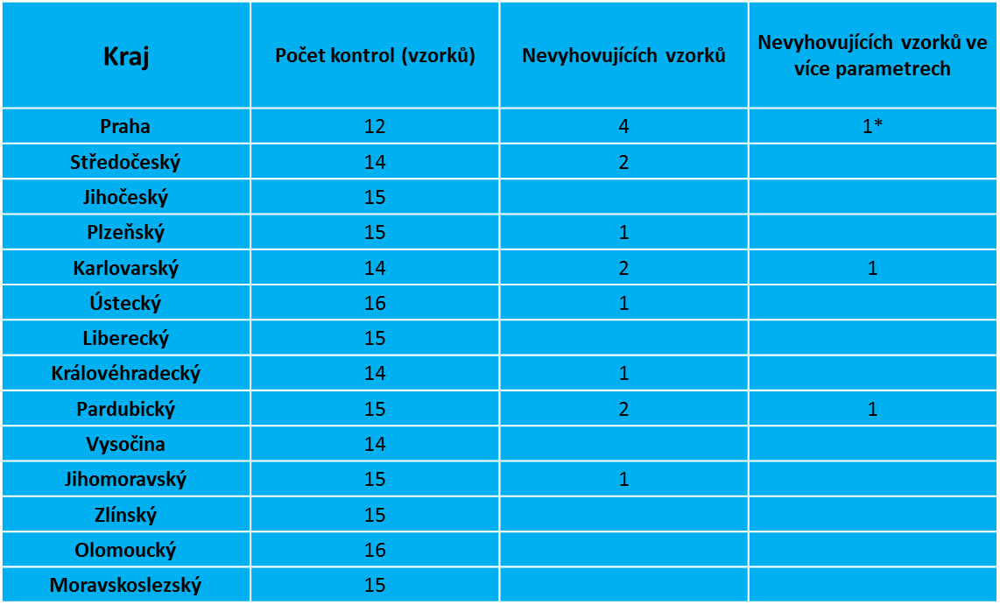 Kraj Počet kontrol (vzorků) Nevyhovujících vzorků Nevyhovujících vzorků ve
více parametrech
Praha 12 4 1*
Středočeský 14 2
Jihočeský 15
Plzeňský 15 1
Karlovarský 14 2 1
Ústecký 16 1
Liberecký 15
Královéhradecký 14 1
Pardubický 15 2 1
Vysočina 14
Jihomoravský 15 1
Zlínský 15
Olomoucký 16
Moravskoslezský 15